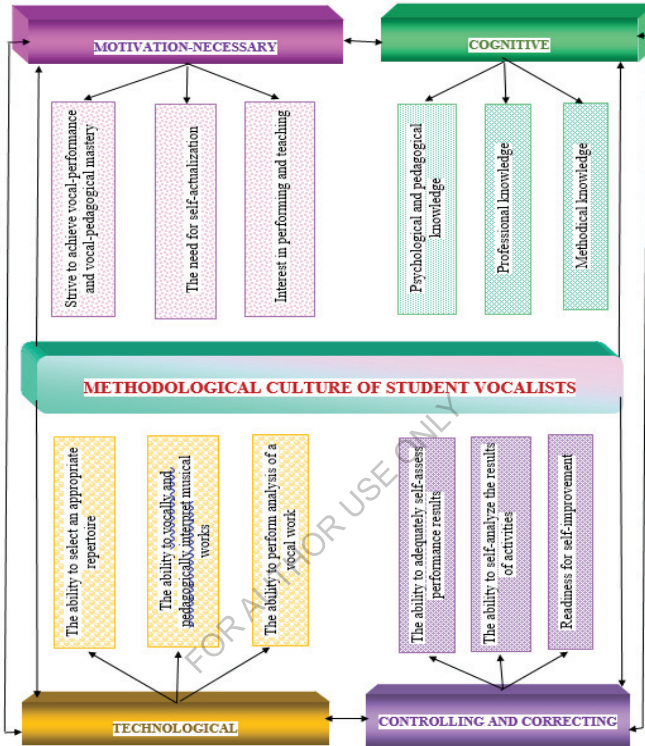 MOTIVATION-NECESSARY
COGNITIVE
Strive to achieve vocal-performance
and vocal-pedagogical mastery
The need for self-actualization
Interest in performing and teaching
Psychological and pedagogical
knowledge
Professional knowledge
Methodical knowledge
METHODOLOGICAL CULTURE OF STUDENT VOCALISTS
The ability to select an appropriate
repertoire
The ability to vocally and
pedagogically interpret musical
works
The ability to perform analysis of a
vocal work
The ability to adequately self-assess
performance results
The ability to self-analyze the results
of activities
Readiness for self-improvement
TECHNOLOGICAL
CONTROLLING AND CORRECTING
FOR AUTHOR USE ONLY